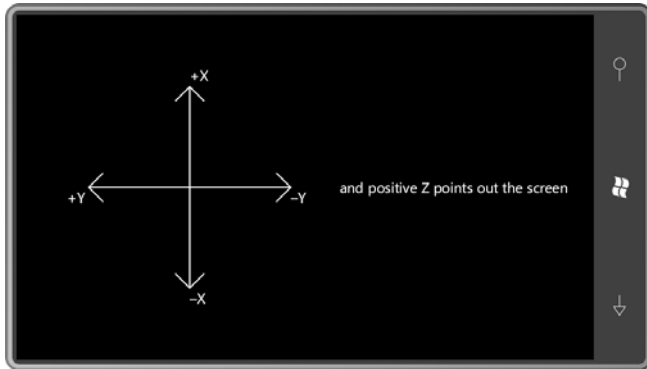 +X
+Y
–Y
and positive Z points out the screen
–X